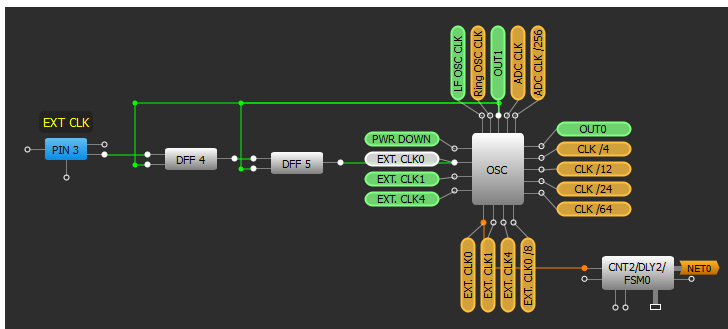 LF OSC CLK
Ring OSC CLK
OUT1
ADC CLK
ADC CLK /256
EXT CLK
PIN 3
DFF 4
DFF 5
PWR DOWN
EXT. CLK0
EXT. CLK1
EXT. CLK4
OSC
OUT0
CLK /4
CLK /12
CLK /24
CLK /64
EXT. CLK0
EXT. CLK1
EXT. CLK4
EXT. CLK0 /8
CNT2/DLY2/
FSM0
NET0